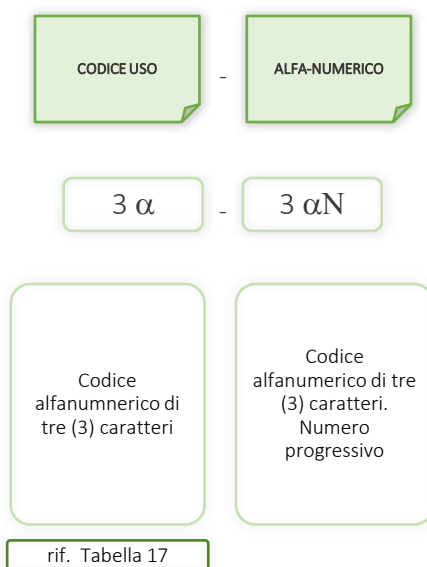 CODICE USO - ALFA-NUMERICO
3 α - 3 αN
Codice
alfanumnerico di
tre (3) caratteri
Codice
alfanumerico di tre
(3) caratteri.
Numero
progressivo
rif. Tabella 17